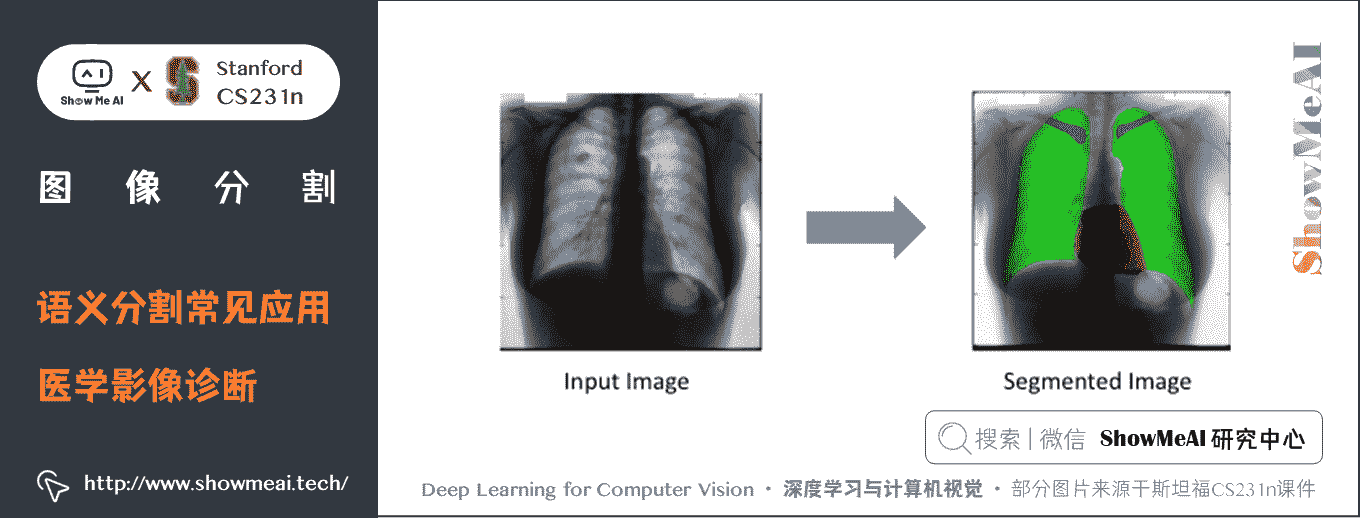 Show Me AI X Stanford CS231n
图像分割
语义分割常见应用
医学影像诊断
http://www.showmeai.tech/
Input Image
Segmented Image
ShowMeAI
搜索 | 微信 ShowMeAI 研究中心
Deep Learning for Computer Vision · 深度学习与计算机视觉 · 部分图片来源于斯坦福CS231n课件